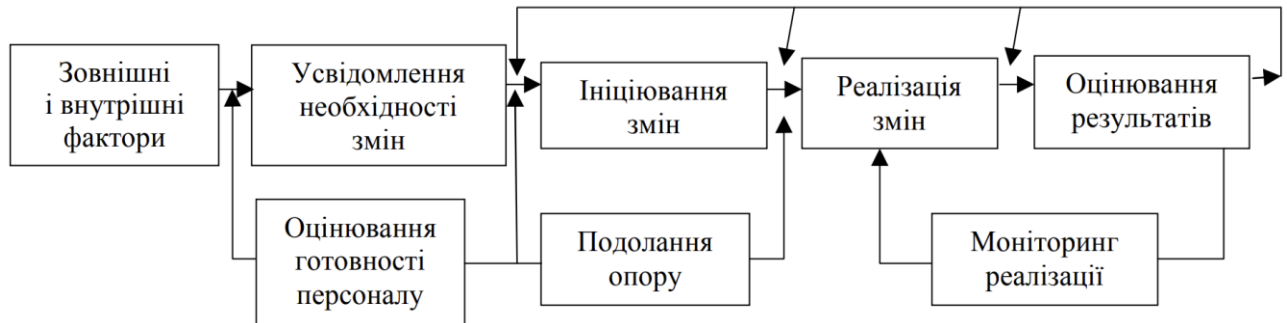 Зовнішні
і внутрішні
фактори
Усвідомлення
необхідності
змін
Ініціювання
змін
Реалізація
змін
Оцінювання
результатів
Оцінювання
готовності
персоналу
Подолання
опору
Моніторинг
реалізації